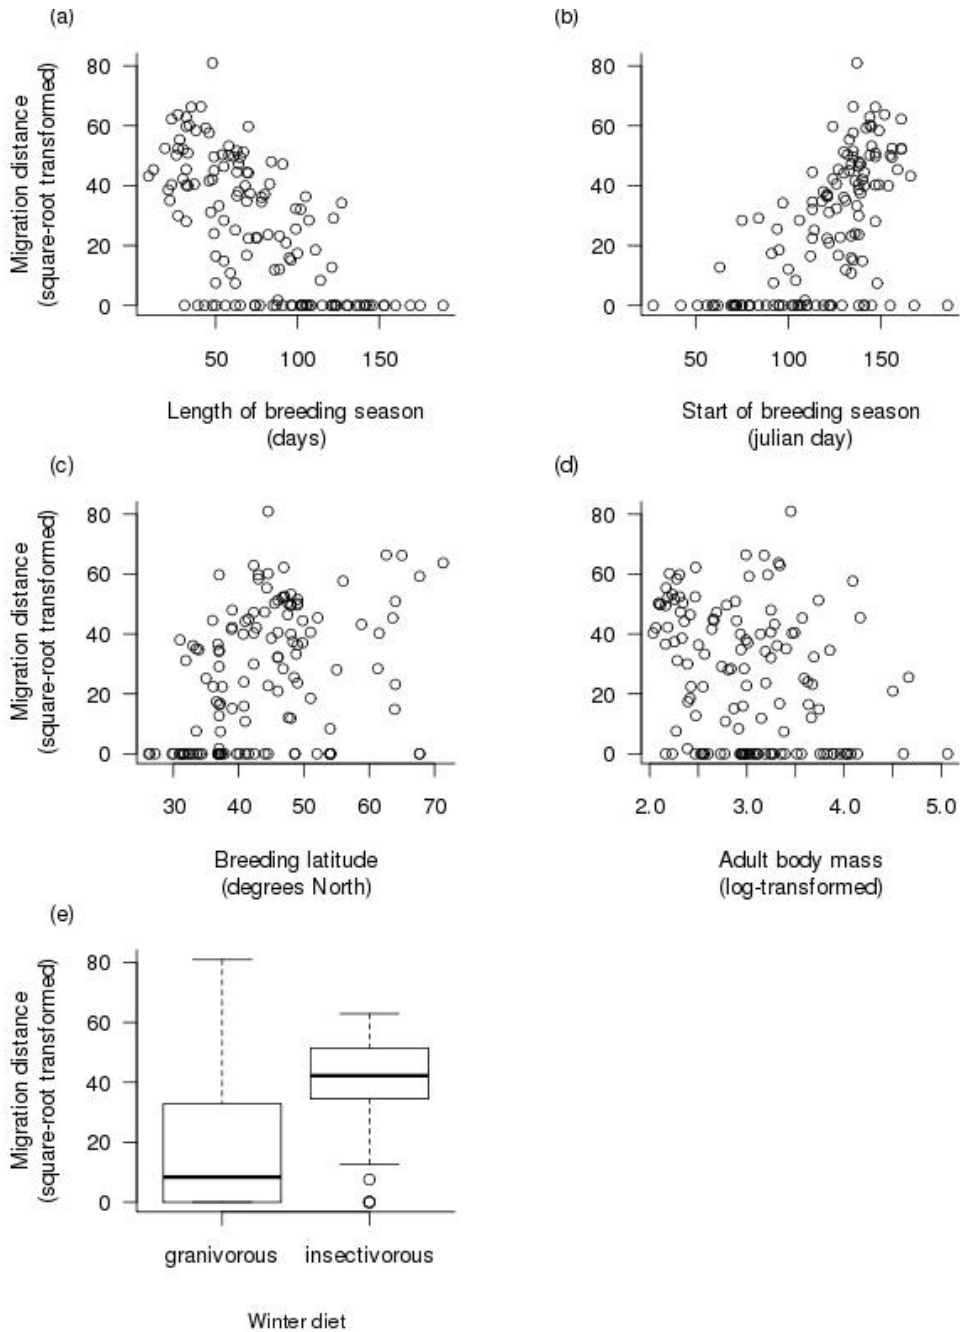 (a)
Migration distance
(square-root transformed)
80
60
40
20
0
50 100 150
Length of breeding season
(days)
(b)
80
60
40
20
0
50 100 150
Start of breeding season
(julian day)
(c)
Migration distance
(square-root transformed)
80
60
40
20
0
30 40 50 60 70
Breeding latitude
(degrees North)
(d)
80
60
40
20
0
2.0 3.0 4.0 5.0
Adult body mass
(log-transformed)
(e)
Migration distance
(square-root transformed)
80
60
40
20
0
granivorous insectivorous
Winter diet